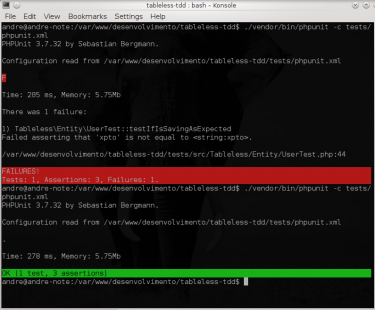 tableless-tdd : bash - Konsole
File Edit View Bookmarks Settings Help
andre@andre-note:/var/www/desenvolvimento/tableless-tdd$ ./vendor/bin/phpunit -c tests/
phpunit.xml
PHPUnit 3.7.32 by Sebastian Bergmann.
Configuration read from /var/www/desenvolvimento/tableless-tdd/tests/phpunit.xml
F
Time: 205 ms, Memory: 5.75Mb
There was 1 failure:
1) Tableless\Entity\UserTest::testIfIsSavingAsExpected
Failed asserting that 'xpto' is not equal to <string:xpto>.
/var/www/desenvolvimento/tableless-tdd/tests/src/Tableless/Entity/UserTest.php:44
FAILURES!
Tests: 1, Assertions: 3, Failures: 1.
andre@andre-note:/var/www/desenvolvimento/tableless-tdd$ ./vendor/bin/phpunit -c tests/
phpunit.xml
PHPUnit 3.7.32 by Sebastian Bergmann.
Configuration read from /var/www/desenvolvimento/tableless-tdd/tests/phpunit.xml
.
Time: 278 ms, Memory: 5.75Mb
OK (1 test, 3 assertions)
andre@andre-note:/var/www/desenvolvimento/tableless-tdd$